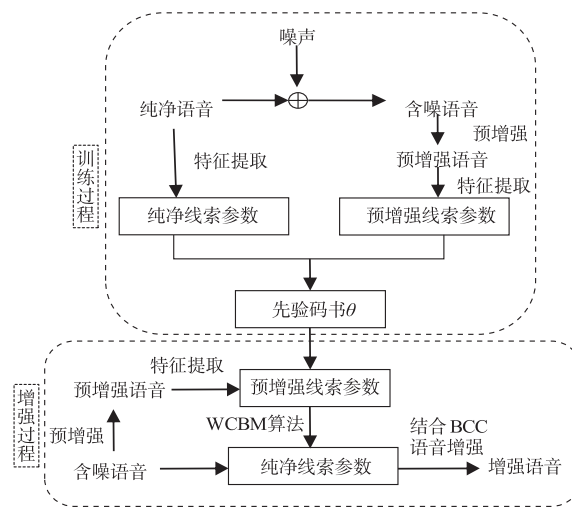 噪声
纯净语音
含噪语音
预增强
预增强语音
特征提取
特征提取
纯净线索参数
预增强线索参数
训练过程
先验码书θ
特征提取
预增强语音
预增强线索参数
预增强
WCBM算法
结合 BCC
语音增强
含噪语音
纯净线索参数
增强语音
增强过程